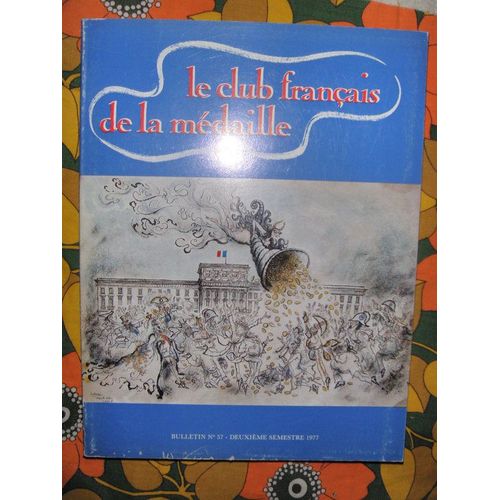 le club français
de la médaille
BULLETIN N° 57 - DEUXIÈME SEMESTRE 1977